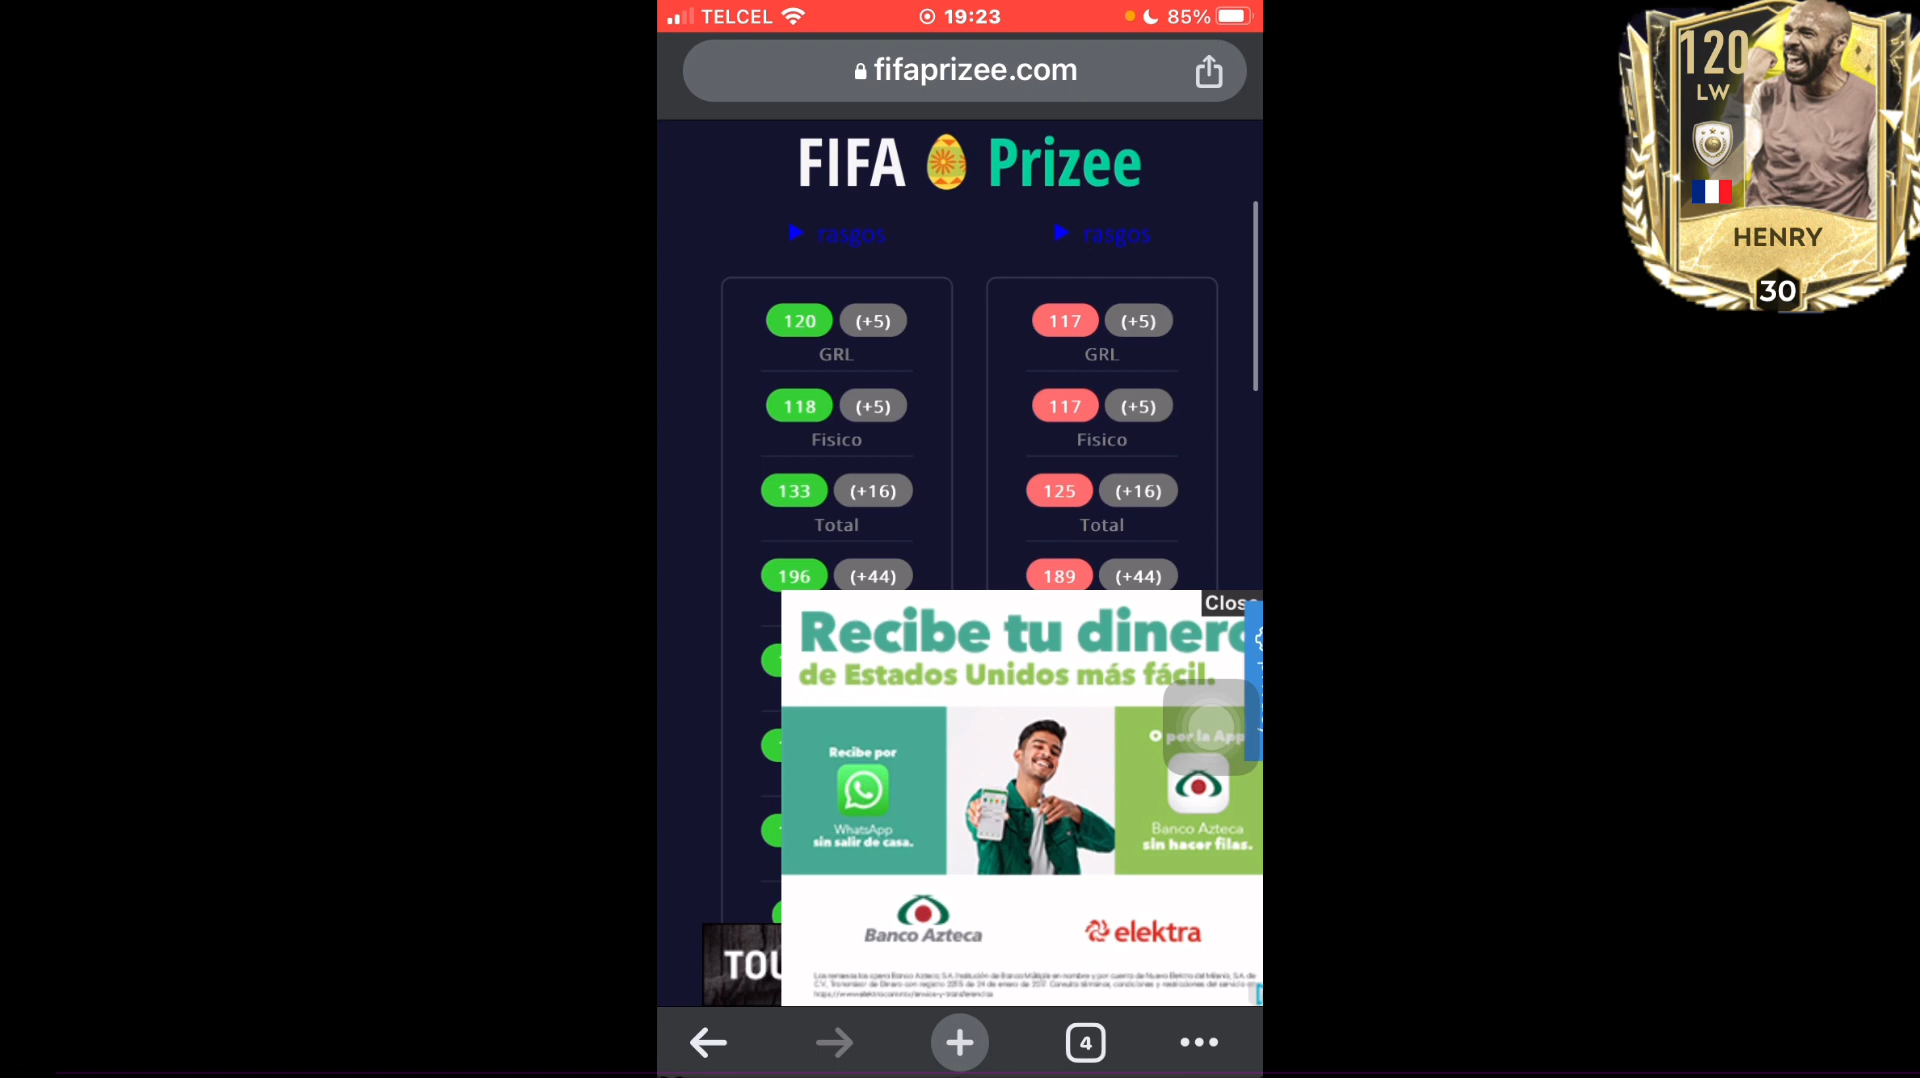 TELCEL 19:23 85%
fifaprizee.com
FIFA Prizee
rasgos rasgos
120 (+5) 117 (+5)
GRL GRL
118 (+5) 117 (+5)
Fisico Fisico
133 (+16) 125 (+16)
Total Total
196 (+44) 189 (+44)
Close
Recibe tu dinero
de Estados Unidos más fácil.
Recibe por
WhatsApp
sin salir de casa.
O por la App
Banco Azteca
sin hacer filas.
Banco Azteca
elektra
TOU
4
120
LW
HENRY
30